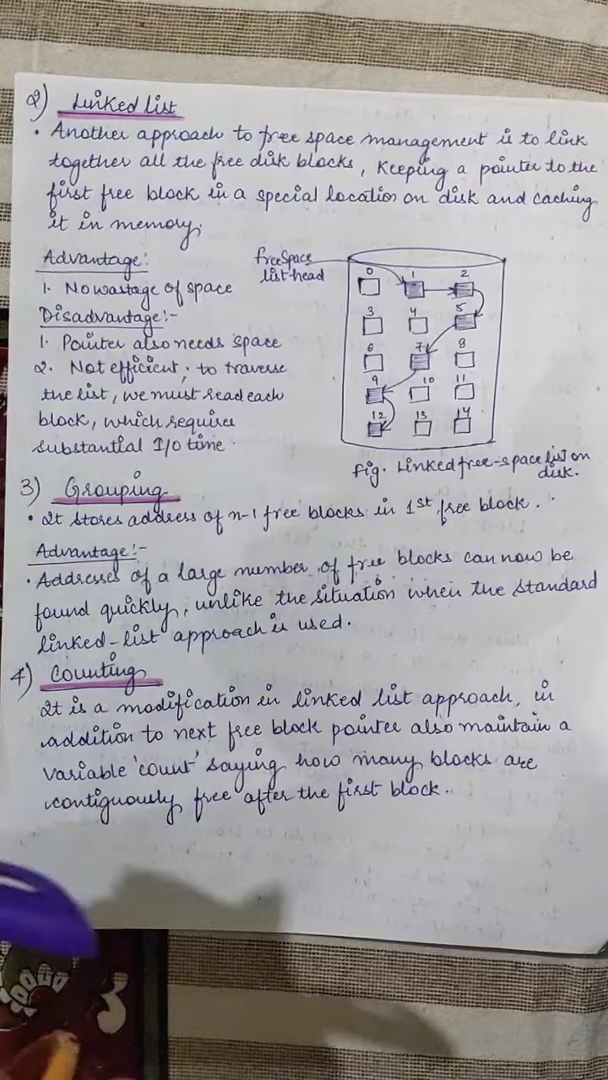 2) Linked list
• Another approach to free space management is to link
together all the free disk blocks, keeping a pointer to the
first free block in a special location on disk and caching
it in memory.
Advantage:
1. No wastage of space
Disadvantage:-
1. Pointer also needs space
2. Not efficient; to traverse
the list, we must read each
block, which requires
substantial I/O time.
free space
list head
0 1 2
3 4 5
6 7 8
9 10 11
12 13 14
Fig. Linked free-space list on
disk.
3) Grouping
• It stores address of n-1 free blocks in 1st free block.
Advantage:-
• Addresses of a large number of free blocks can now be
found quickly, unlike the situation when the standard
linked-list approach is used.
4) Counting
It is a modification in linked list approach, in
addition to next free block pointer also maintain a
variable 'count' saying how many blocks are
contiguously free after the first block.